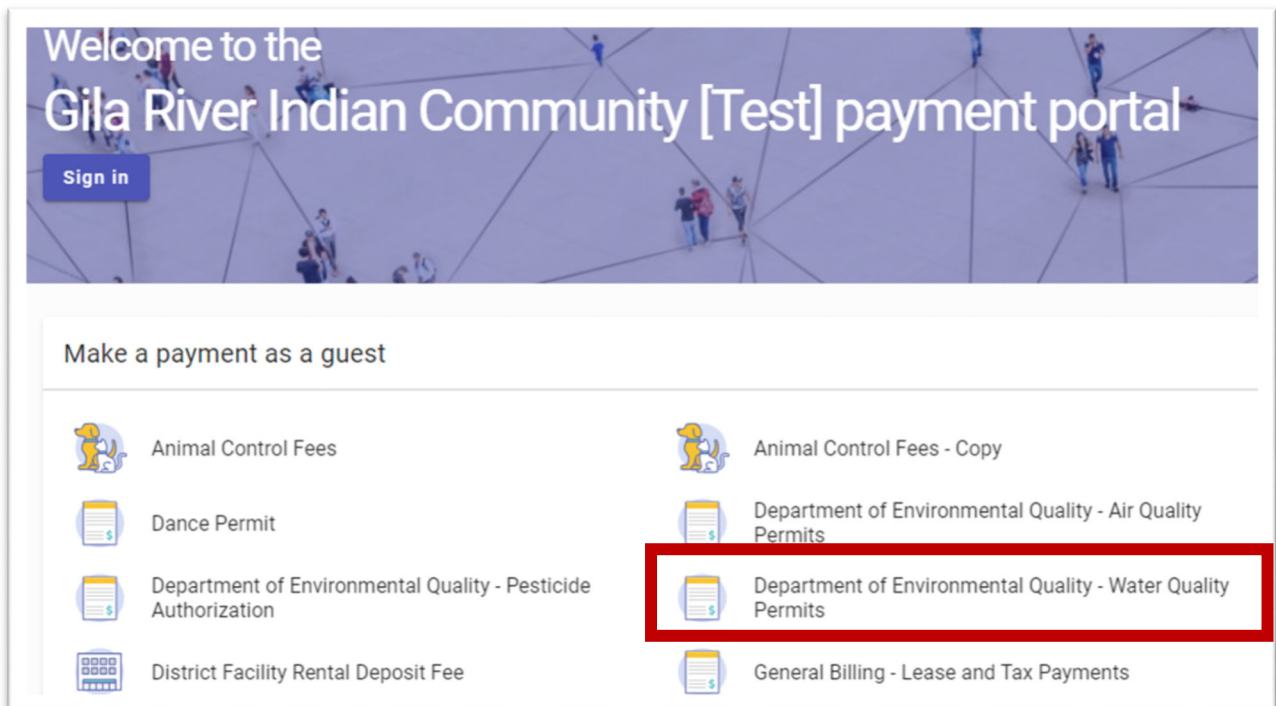 Welcome to the
Gila River Indian Community [Test] payment portal
Sign in
Make a payment as a guest
Animal Control Fees
Animal Control Fees - Copy
Dance Permit
Department of Environmental Quality - Air Quality
Permits
Department of Environmental Quality - Pesticide
Authorization
Department of Environmental Quality - Water Quality
Permits
District Facility Rental Deposit Fee
General Billing - Lease and Tax Payments